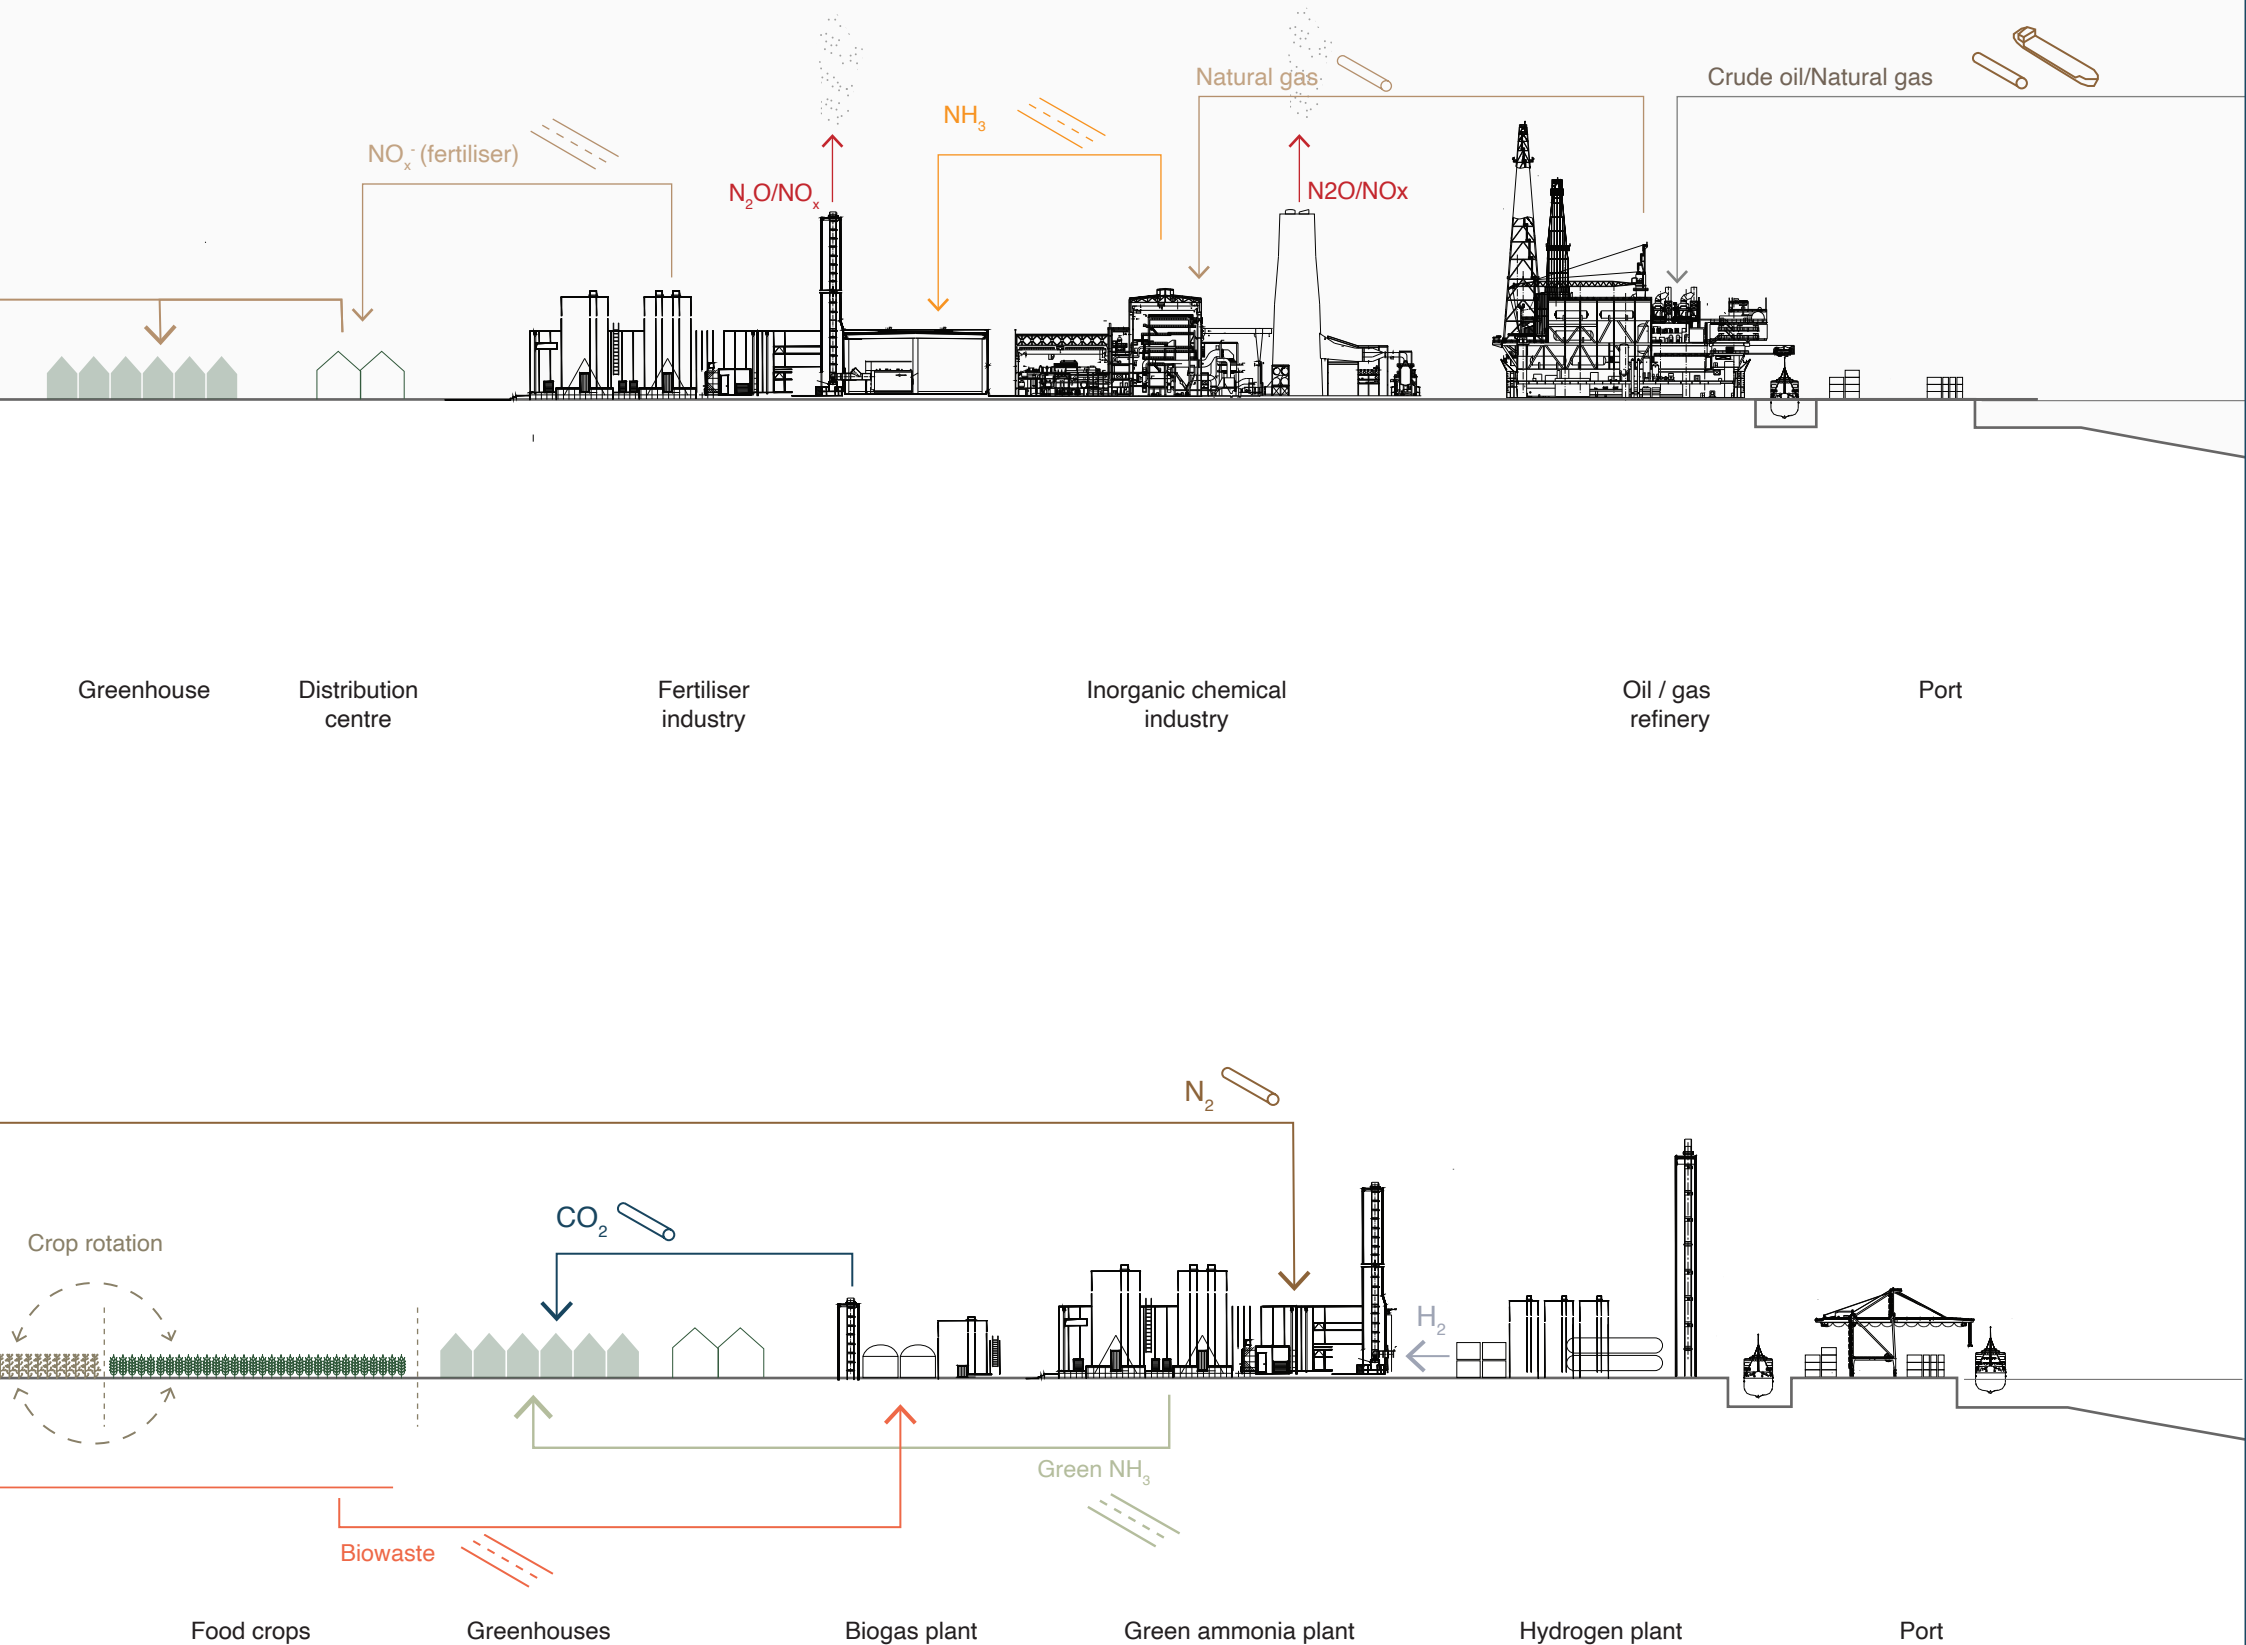 Natural gas
Crude oil/Natural gas
NH₃
NOₓ⁻ (fertiliser)
N₂O/NOₓ
N2O/NOx
Greenhouse
Distribution
centre
Fertiliser
industry
Inorganic chemical
industry
Oil / gas
refinery
Port
N₂
CO₂
Crop rotation
H₂
Green NH₃
Biowaste
Food crops
Greenhouses
Biogas plant
Green ammonia plant
Hydrogen plant
Port